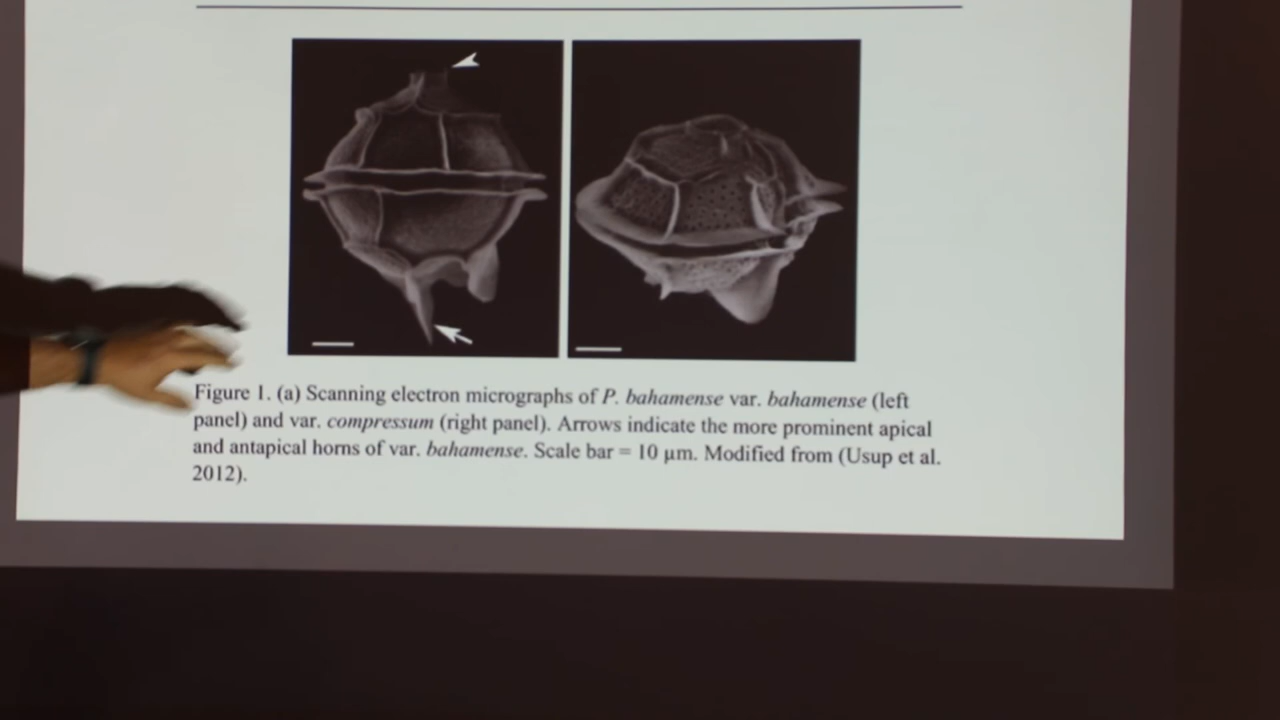 Figure 1. (a) Scanning electron micrographs of P. bahamense var. bahamense (left
panel) and var. compressum (right panel). Arrows indicate the more prominent apical
and antapical horns of var. bahamense. Scale bar = 10 μm. Modified from (Usup et al.
2012).